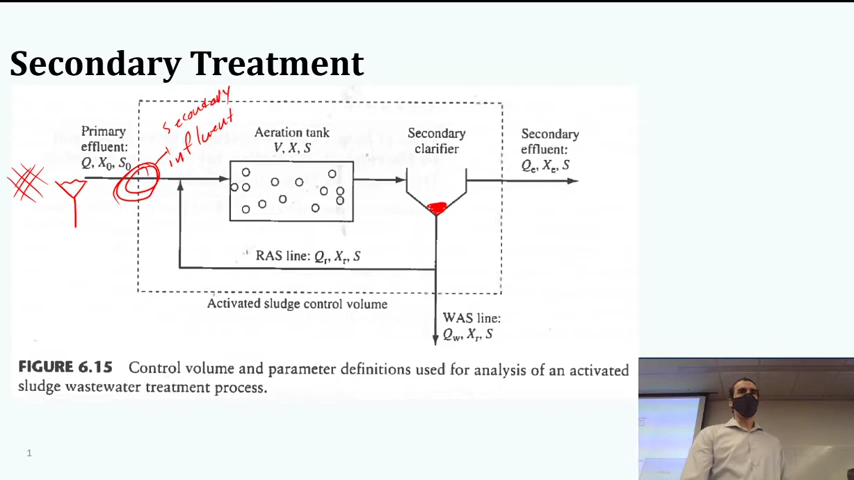 Secondary Treatment
Secondary
influent
Primary
effluent:
Q, X0, S0
Aeration tank
V, X, S
Secondary
clarifier
Secondary
effluent:
Qe, Xe, S
RAS line: Qr, Xr, S
Activated sludge control volume
WAS line:
Qw, Xr, S
FIGURE 6.15 Control volume and parameter definitions used for analysis of an activated
sludge wastewater treatment process.
1